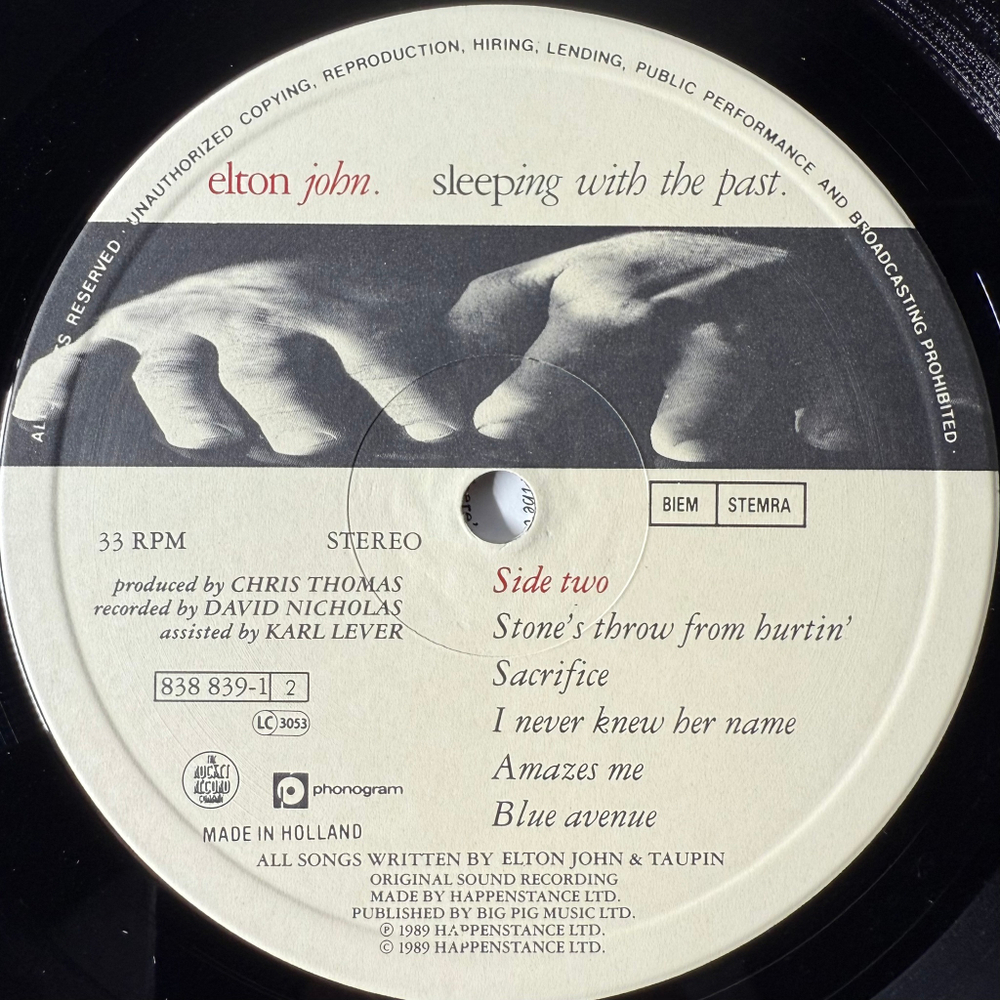 ALL RIGHTS RESERVED · UNAUTHORIZED COPYING, REPRODUCTION, HIRING, LENDING, PUBLIC PERFORMANCE AND BROADCASTING PROHIBITED
elton john. sleeping with the past.
BIEM STEMRA
33 RPM STEREO
produced by CHRIS THOMAS
recorded by DAVID NICHOLAS
assisted by KARL LEVER
838 839-1 2
LC 3053
THE ROCKET RECORD COMPANY
p phonogram
MADE IN HOLLAND
Side two
Stone's throw from hurtin'
Sacrifice
I never knew her name
Amazes me
Blue avenue
ALL SONGS WRITTEN BY ELTON JOHN & TAUPIN
ORIGINAL SOUND RECORDING
MADE BY HAPPENSTANCE LTD.
PUBLISHED BY BIG PIG MUSIC LTD.
℗ 1989 HAPPENSTANCE LTD.
© 1989 HAPPENSTANCE LTD.